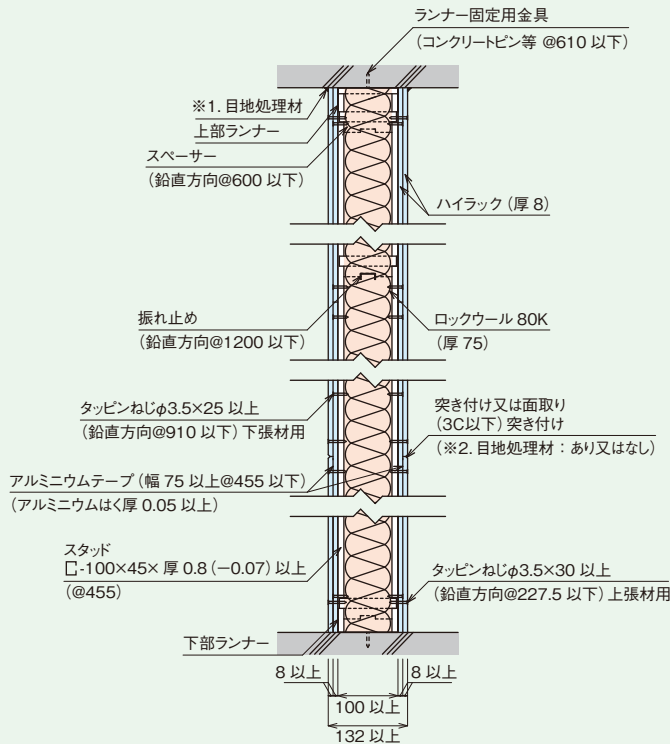 ランナー固定用金具
（コンクリートピン等 @610 以下）
※1. 目地処理材
上部ランナー
スペーサー
（鉛直方向@600 以下）
ハイラック（厚 8）
振れ止め
（鉛直方向@1200 以下）
ロックウール 80K
（厚 75）
タッピンねじφ3.5×25 以上
（鉛直方向@910 以下）下張材用
突き付け又は面取り
（3C以下）突き付け
（※2. 目地処理材：あり又はなし）
アルミニウムテープ（幅 75 以上@455 以下）
（アルミニウムはく厚 0.05 以上）
スタッド
-100×45× 厚 0.8（−0.07）以上
（@455）
タッピンねじφ3.5×30 以上
（鉛直方向@227.5 以下）上張材用
下部ランナー
8 以上
8 以上
100 以上
132 以上